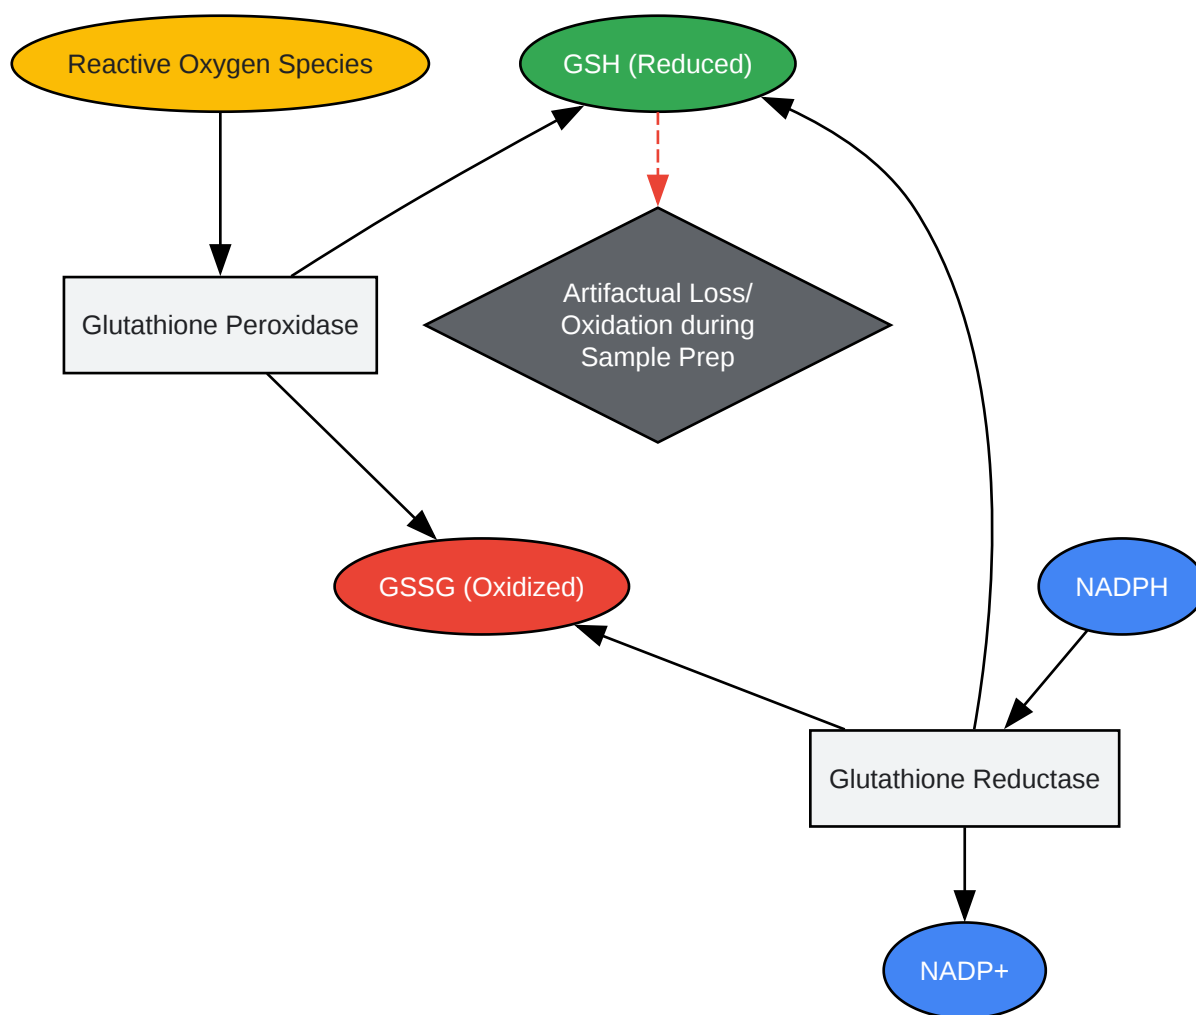 Reactive Oxygen Species
GSH (Reduced)
Glutathione Peroxidase
Artifactual Loss/
Oxidation during
Sample Prep
GSSG (Oxidized)
NADPH
Glutathione Reductase
NADP+